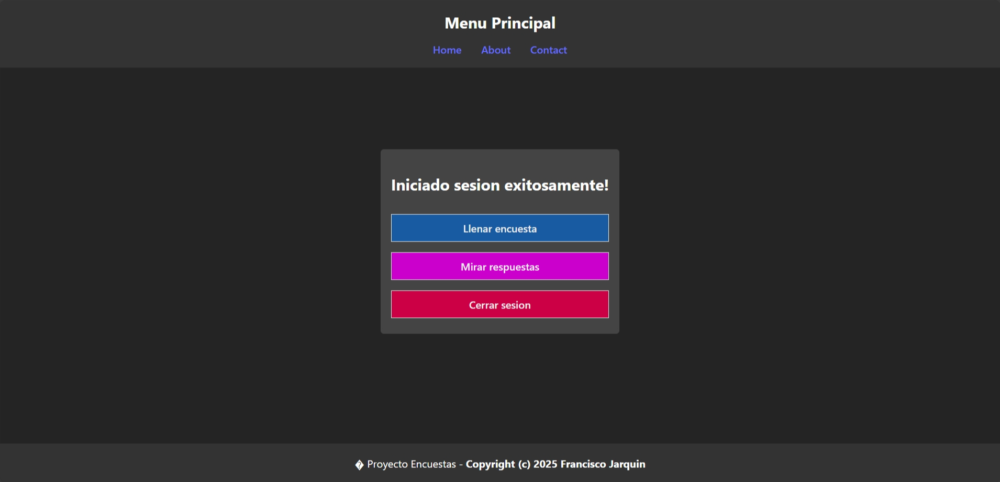 Menu Principal
Home About Contact
Iniciado sesion exitosamente!
Llenar encuesta
Mirar respuestas
Cerrar sesion
� Proyecto Encuestas - Copyright (c) 2025 Francisco Jarquin